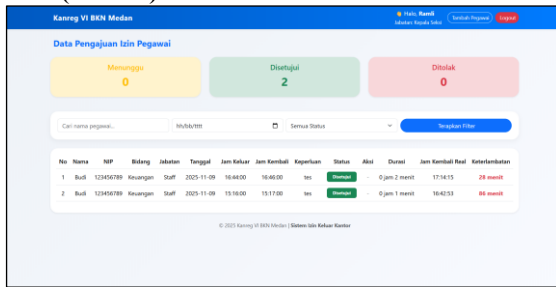 Kanreg VI BKN Medan
👋 Halo, Ramli
Jabatan: Kepala Seksi
Tambah Pegawai
Logout
Data Pengajuan Izin Pegawai
Menunggu
0
Disetujui
2
Ditolak
0
Cari nama pegawai...
hh/bb/tttt
Semua Status
Terapkan Filter
No Nama NIP Bidang Jabatan Tanggal Jam Keluar Jam Kembali Keperluan Status Aksi Durasi Jam Kembali Real Keterlambatan
1 Budi 123456789 Keuangan Staff 2025-11-09 16:44:00 16:46:00 tes Disetujui - 0 jam 2 menit 17:14:15 28 menit
2 Budi 123456789 Keuangan Staff 2025-11-09 15:16:00 15:17:00 tes Disetujui - 0 jam 1 menit 16:42:53 86 menit
© 2025 Kanreg VI BKN Medan | Sistem Izin Keluar Kantor